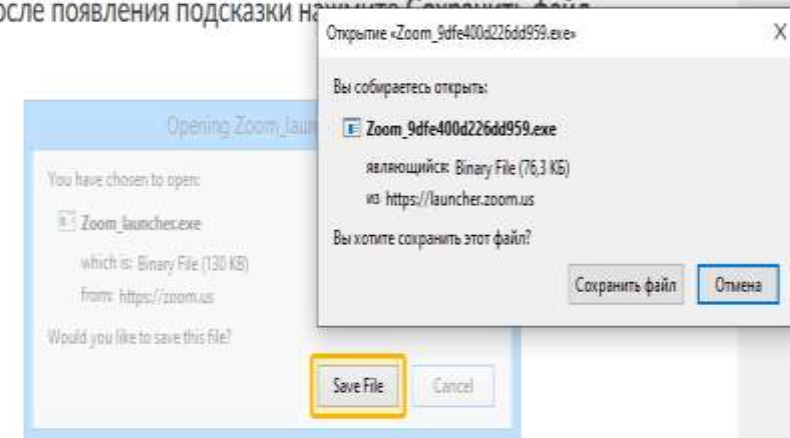 осле появления подсказки нажмите Сохранить файл
Открытие «Zoom_9dfe400d226dd959.exe»
X
Вы собираетесь открыть:
Zoom_9dfe400d226dd959.exe
являющийся: Binary File (76,3 КБ)
из https://launcher.zoom.us
Вы хотите сохранить этот файл?
Сохранить файл
Отмена
Opening Zoom_laun
You have chosen to open:
Zoom_launcher.exe
which is: Binary File (130 KB)
from: https://zoom.us
Would you like to save this file?
Save File
Cancel